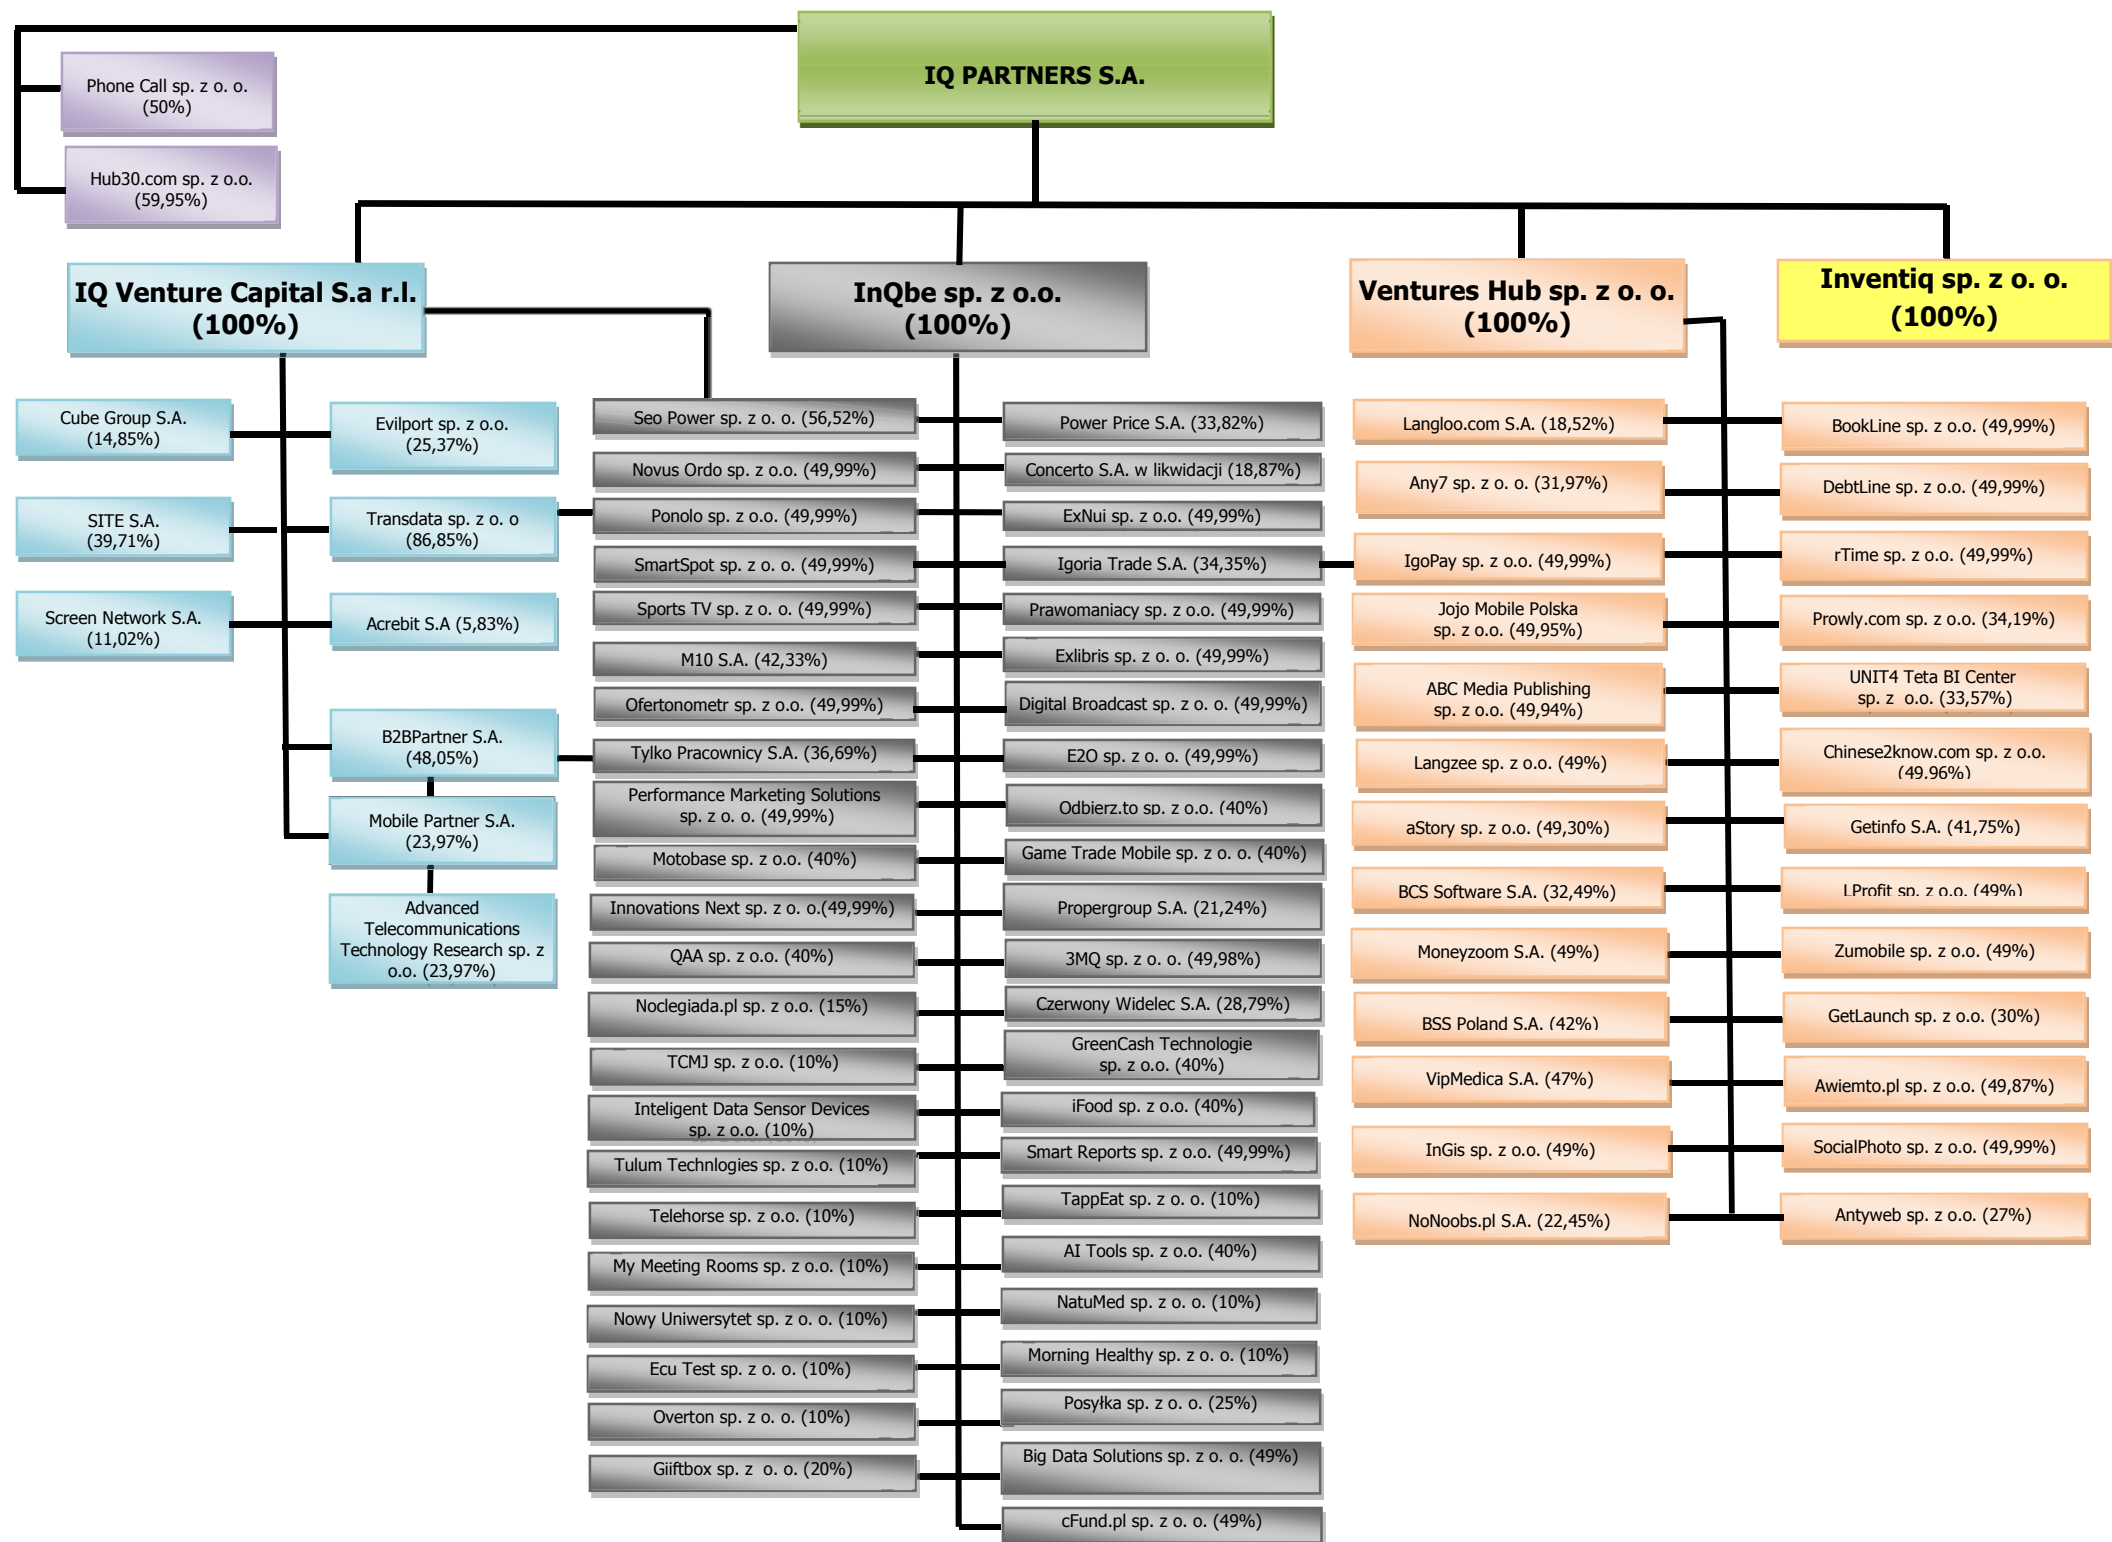 IQ PARTNERS S.A.
Phone Call sp. z o. o.
(50%)
Hub30.com sp. z o.o.
(59,95%)
IQ Venture Capital S.a r.l.
(100%)
InQbe sp. z o.o.
(100%)
Ventures Hub sp. z o. o.
(100%)
Inventiq sp. z o. o.
(100%)
Cube Group S.A.
(14,85%)
Evilport sp. z o.o.
(25,37%)
SITE S.A.
(39,71%)
Transdata sp. z o. o
(86,85%)
Screen Network S.A.
(11,02%)
Acrebit S.A (5,83%)
B2BPartner S.A.
(48,05%)
Mobile Partner S.A.
(23,97%)
Advanced
Telecommunications
Technology Research sp. z
o.o. (23,97%)
Seo Power sp. z o. o. (56,52%)
Novus Ordo sp. z o.o. (49,99%)
Ponolo sp. z o.o. (49,99%)
SmartSpot sp. z o. o. (49,99%)
Sports TV sp. z o. o. (49,99%)
M10 S.A. (42,33%)
Ofertonometr sp. z o.o. (49,99%)
Tylko Pracownicy S.A. (36,69%)
Performance Marketing Solutions
sp. z o. o. (49,99%)
Motobase sp. z o.o. (40%)
Innovations Next sp. z o. o.(49,99%)
QAA sp. z o.o. (40%)
Noclegiada.pl sp. z o.o. (15%)
TCMJ sp. z o.o. (10%)
Inteligent Data Sensor Devices
sp. z o.o. (10%)
Tulum Technlogies sp. z o.o. (10%)
Telehorse sp. z o.o. (10%)
My Meeting Rooms sp. z o.o. (10%)
Nowy Uniwersytet sp. z o. o. (10%)
Ecu Test sp. z o. o. (10%)
Overton sp. z o. o. (10%)
Giiftbox sp. z  o. o. (20%)
Power Price S.A. (33,82%)
Concerto S.A. w likwidacji (18,87%)
ExNui sp. z o.o. (49,99%)
Igoria Trade S.A. (34,35%)
Prawomaniacy sp. z o.o. (49,99%)
Exlibris sp. z o. o. (49,99%)
Digital Broadcast sp. z o. o. (49,99%)
E2O sp. z o. o. (49,99%)
Odbierz.to sp. z o.o. (40%)
Game Trade Mobile sp. z o. o. (40%)
Propergroup S.A. (21,24%)
3MQ sp. z o. o. (49,98%)
Czerwony Widelec S.A. (28,79%)
GreenCash Technologie
sp. z o.o. (40%)
iFood sp. z o.o. (40%)
Smart Reports sp. z o.o. (49,99%)
TappEat sp. z o. o. (10%)
AI Tools sp. z o.o. (40%)
NatuMed sp. z o. o. (10%)
Morning Healthy sp. z o. o. (10%)
Posyłka sp. z o. o. (25%)
Big Data Solutions sp. z o. o. (49%)
cFund.pl sp. z o. o. (49%)
Langloo.com S.A. (18,52%)
Any7 sp. z o. o. (31,97%)
IgoPay sp. z o.o. (49,99%)
Jojo Mobile Polska
sp. z o.o. (49,95%)
ABC Media Publishing
sp. z o.o. (49,94%)
Langzee sp. z o.o. (49%)
aStory sp. z o.o. (49,30%)
BCS Software S.A. (32,49%)
Moneyzoom S.A. (49%)
BSS Poland S.A. (42%)
VipMedica S.A. (47%)
InGis sp. z o.o. (49%)
NoNoobs.pl S.A. (22,45%)
BookLine sp. z o.o. (49,99%)
DebtLine sp. z o.o. (49,99%)
rTime sp. z o.o. (49,99%)
Prowly.com sp. z o.o. (34,19%)
UNIT4 Teta BI Center
sp. z  o.o. (33,57%)
Chinese2know.com sp. z o.o.
(49.96%)
Getinfo S.A. (41,75%)
LProfit sp. z o.o. (49%)
Zumobile sp. z o.o. (49%)
GetLaunch sp. z o.o. (30%)
Awiemto.pl sp. z o.o. (49,87%)
SocialPhoto sp. z o.o. (49,99%)
Antyweb sp. z o.o. (27%)